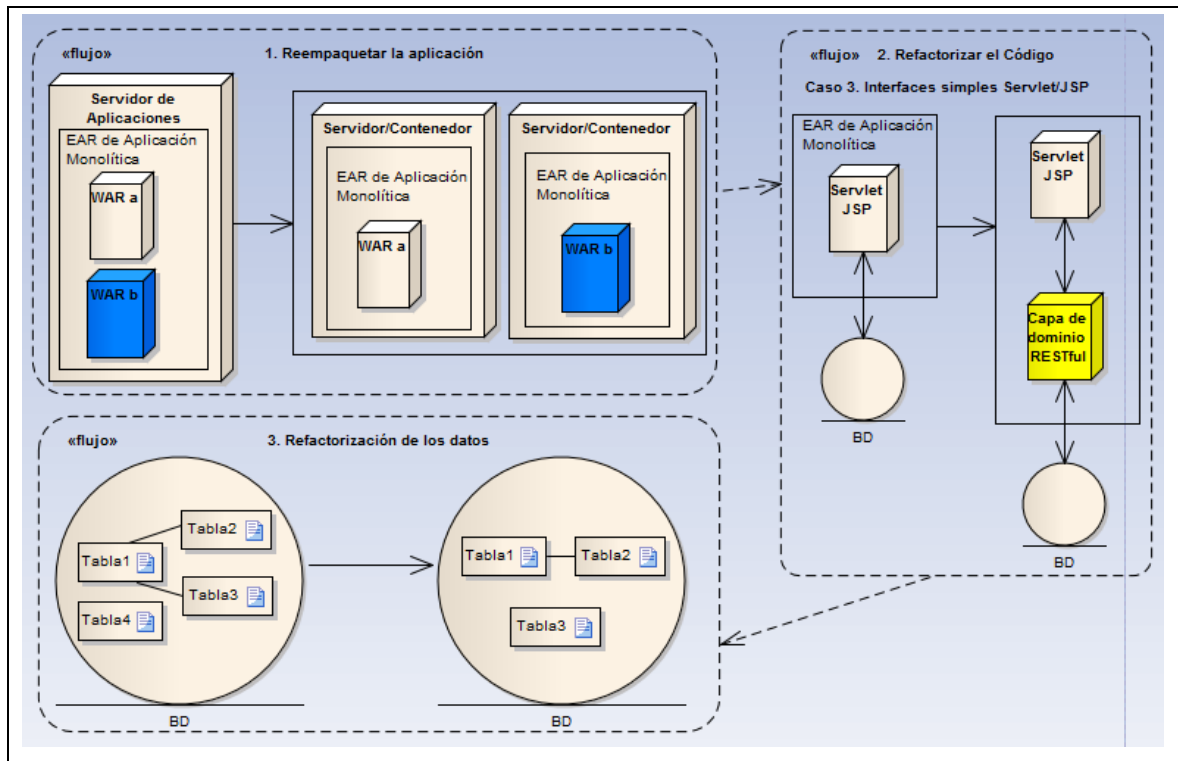 «flujo» 1. Reempaquetar la aplicación
Servidor de
Aplicaciones
EAR de Aplicación
Monolítica
WAR a
WAR b
Servidor/Contenedor
EAR de Aplicación
Monolítica
WAR a
Servidor/Contenedor
EAR de Aplicación
Monolítica
WAR b
«flujo» 2. Refactorizar el Código
Caso 3. Interfaces simples Servlet/JSP
EAR de Aplicación
Monolítica
Servlet
JSP
BD
Servlet
JSP
Capa de
dominio
RESTful
BD
«flujo» 3. Refactorización de los datos
Tabla2
Tabla1
Tabla3
Tabla4
BD
Tabla1
Tabla2
Tabla3
BD